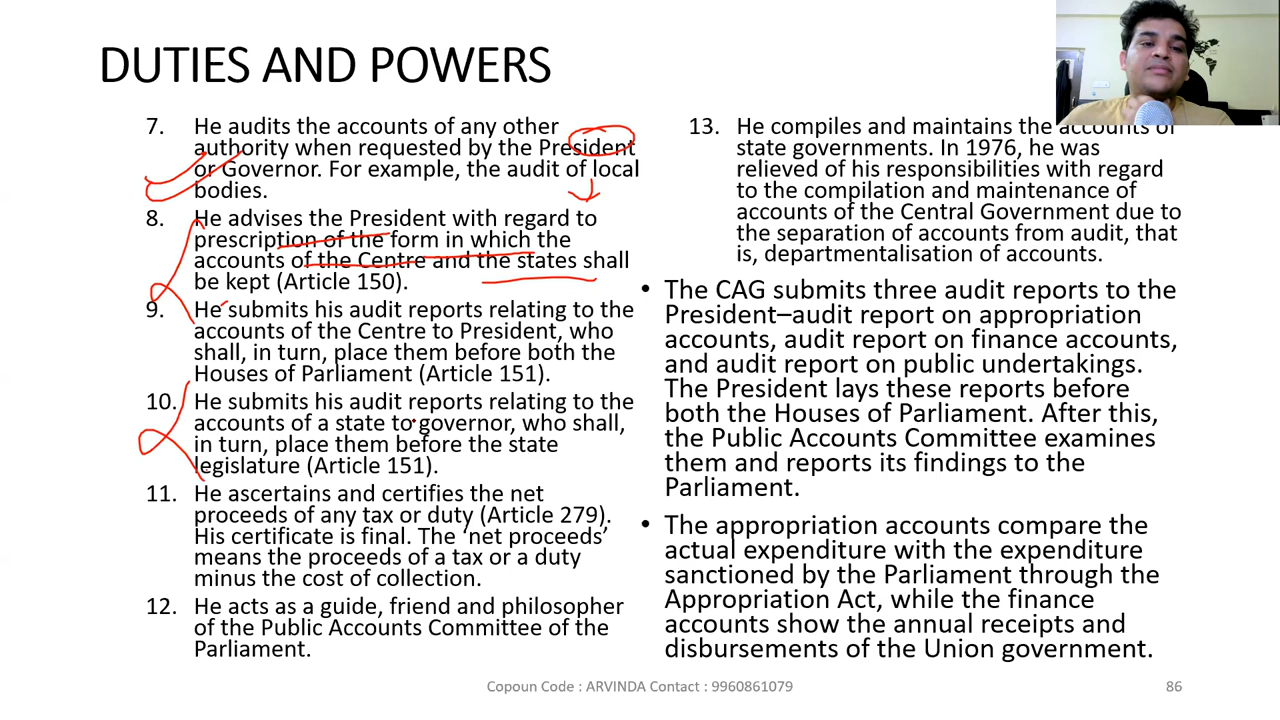 DUTIES AND POWERS
7. He audits the accounts of any other
authority when requested by the President
or Governor. For example, the audit of local
bodies.
8. He advises the President with regard to
prescription of the form in which the
accounts of the Centre and the states shall
be kept (Article 150).
9. He submits his audit reports relating to the
accounts of the Centre to President, who
shall, in turn, place them before both the
Houses of Parliament (Article 151).
10. He submits his audit reports relating to the
accounts of a state to governor, who shall,
in turn, place them before the state
legislature (Article 151).
11. He ascertains and certifies the net
proceeds of any tax or duty (Article 279).
His certificate is final. The ‘net proceeds’
means the proceeds of a tax or a duty
minus the cost of collection.
12. He acts as a guide, friend and philosopher
of the Public Accounts Committee of the
Parliament.
13. He compiles and maintains the accounts of
state governments. In 1976, he was
relieved of his responsibilities with regard
to the compilation and maintenance of
accounts of the Central Government due to
the separation of accounts from audit, that
is, departmentalisation of accounts.
• The CAG submits three audit reports to the
President–audit report on appropriation
accounts, audit report on finance accounts,
and audit report on public undertakings.
The President lays these reports before
both the Houses of Parliament. After this,
the Public Accounts Committee examines
them and reports its findings to the
Parliament.
• The appropriation accounts compare the
actual expenditure with the expenditure
sanctioned by the Parliament through the
Appropriation Act, while the finance
accounts show the annual receipts and
disbursements of the Union government.
Copoun Code : ARVINDA Contact : 9960861079
86